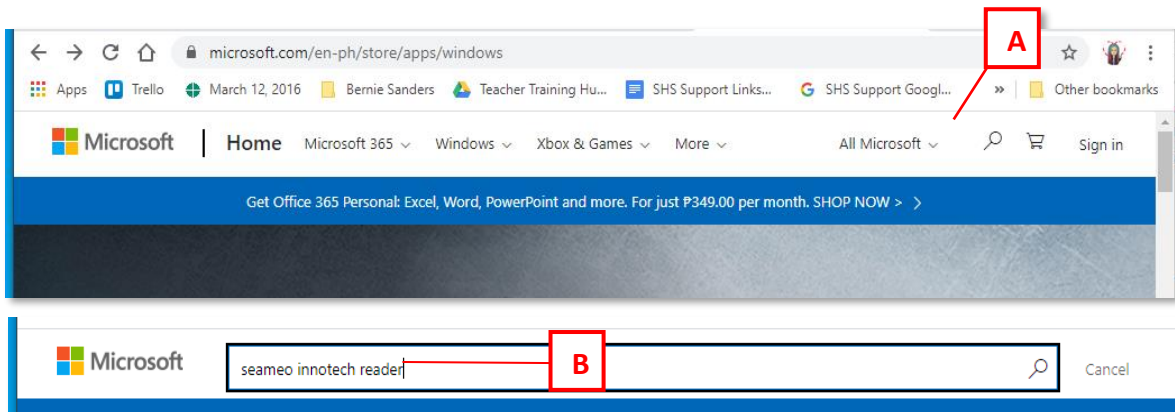 A
microsoft.com/en-ph/store/apps/windows
Apps Trello March 12, 2016 Bernie Sanders Teacher Training Hu... SHS Support Links... SHS Support Googl... » Other bookmarks
Microsoft Home Microsoft 365 Windows Xbox & Games More All Microsoft Sign in
Get Office 365 Personal: Excel, Word, PowerPoint and more. For just ₱349.00 per month. SHOP NOW > >
Microsoft seameo innotech reader B Cancel